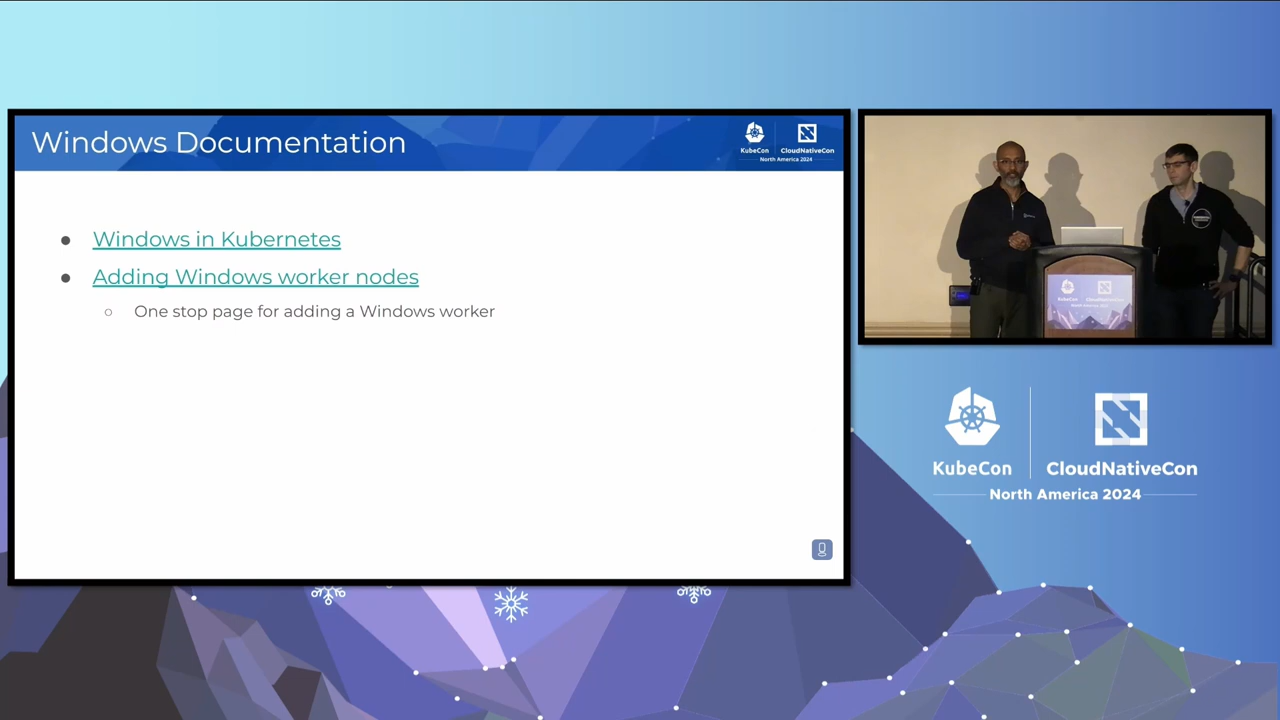 Windows Documentation
KubeCon
CloudNativeCon
North America 2024
Windows in Kubernetes
Adding Windows worker nodes
One stop page for adding a Windows worker
KubeCon
CloudNativeCon
North America 2024